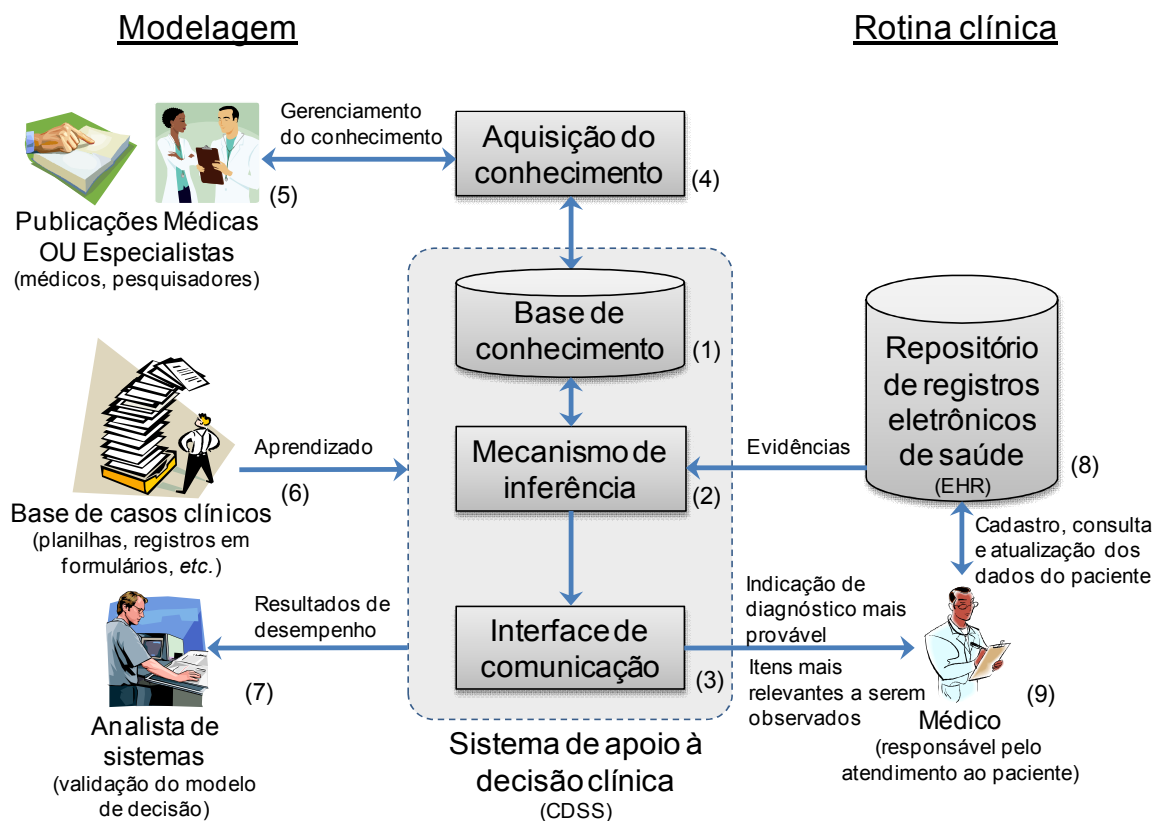 Modelagem
Rotina clínica
Gerenciamento
do conhecimento
Aquisição do
conhecimento
(4)
(5)
Publicações Médicas
OU Especialistas
(médicos, pesquisadores)
Base de
conhecimento
(1)
Repositório
de registros
eletrônicos
de saúde
(EHR)
(8)
Aprendizado
(6)
Mecanismo de
inferência
(2)
Evidências
Base de casos clínicos
(planilhas, registros em
formulários, etc.)
Cadastro, consulta
e atualização dos
dados do paciente
Resultados de
desempenho
(7)
Interface de
comunicação
(3)
Indicação de
diagnóstico mais
provável
Itens mais
relevantes a serem
observados
(9)
Analista de
sistemas
(validação do modelo
de decisão)
Sistema de apoio à
decisão clínica
(CDSS)
Médico
(responsável pelo
atendimento ao paciente)